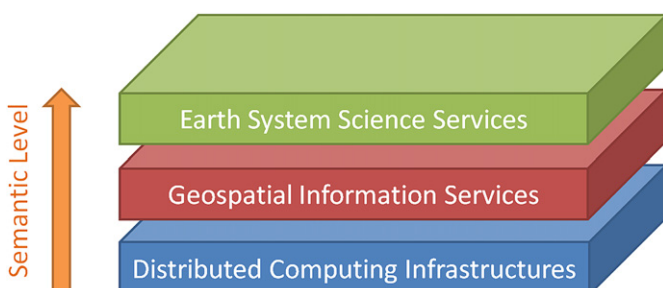 Semantic Level
Earth System Science Services
Geospatial Information Services
Distributed Computing Infrastructures